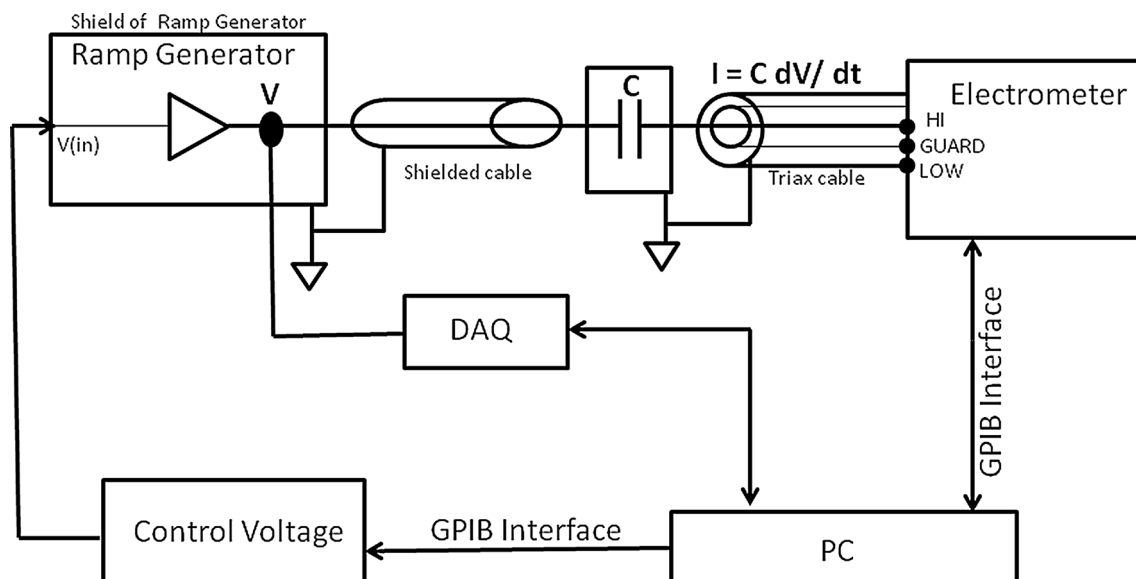 Shield of Ramp Generator
Ramp Generator
V
V(in)
Shielded cable
C
I = C dV/ dt
Triax cable
Electrometer
HI
GUARD
LOW
DAQ
GPIB Interface
Control Voltage
GPIB Interface
PC